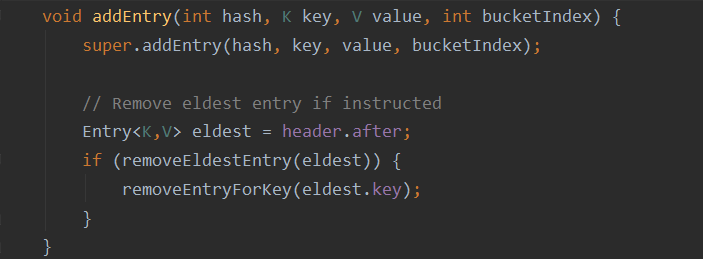 void addEntry(int hash, K key, V value, int bucketIndex) {
super.addEntry(hash, key, value, bucketIndex);
// Remove eldest entry if instructed
Entry<K,V> eldest = header.after;
if (removeEldestEntry(eldest)) {
removeEntryForKey(eldest.key);
}
}